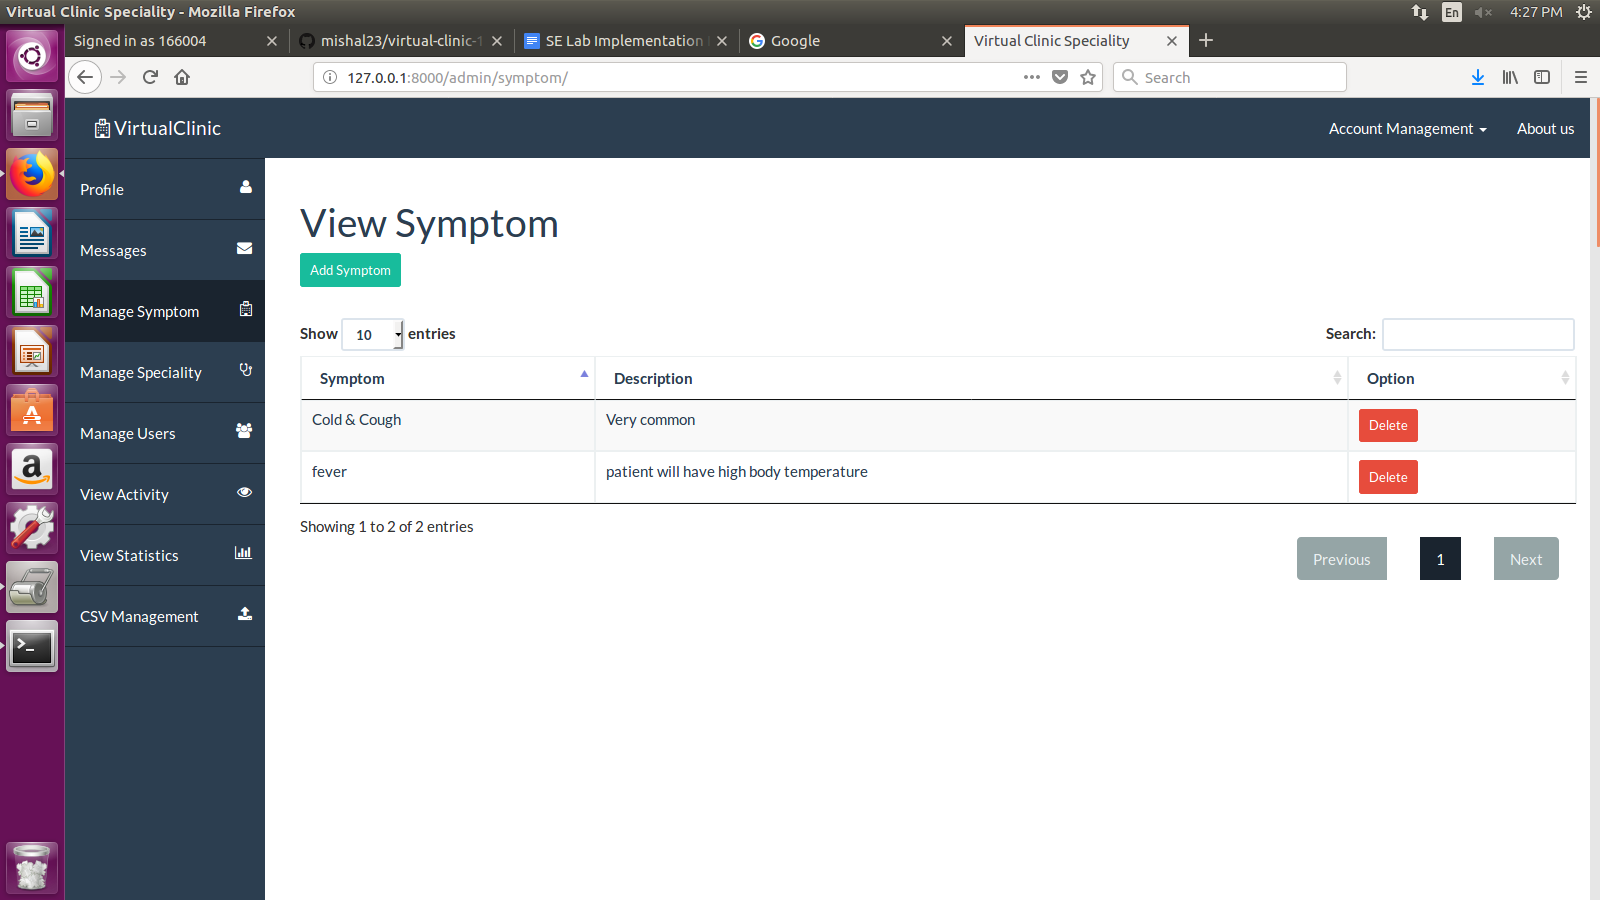 Virtual Clinic Speciality - Mozilla Firefox
En 4:27 PM
Signed in as 166004
mishal23/virtual-clinic-
SE Lab Implementation
Google
Virtual Clinic Speciality
127.0.0.1:8000/admin/symptom/
Search
VirtualClinic
Account Management
About us
Profile
Messages
Manage Symptom
Manage Speciality
Manage Users
View Activity
View Statistics
CSV Management
View Symptom
Add Symptom
Show 10 entries
Search:
Symptom Description Option
Cold & Cough Very common Delete
fever patient will have high body temperature Delete
Showing 1 to 2 of 2 entries
Previous 1 Next